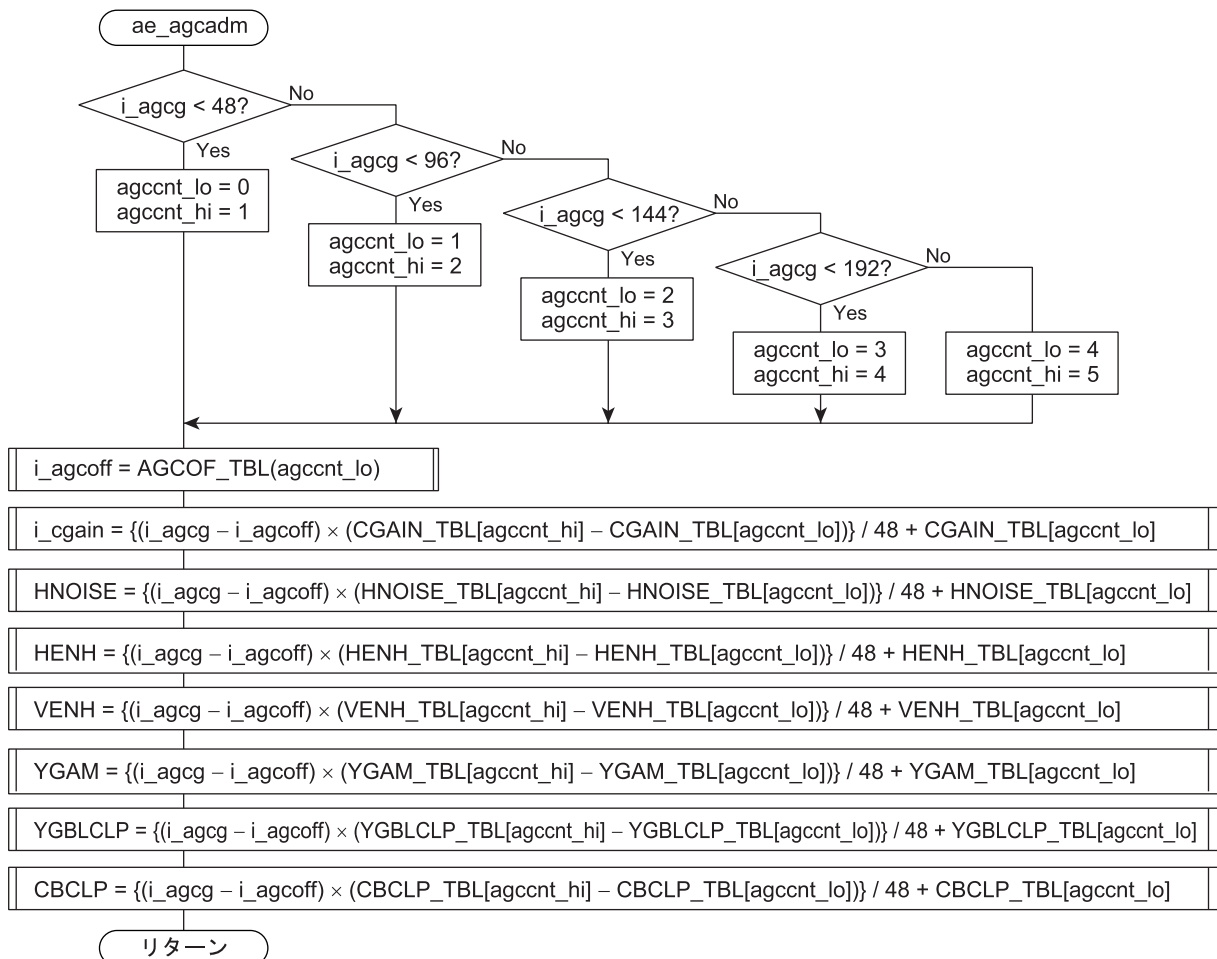 ae_agcadm
i_agcg < 48?
No
Yes
agccnt_lo = 0
agccnt_hi = 1
i_agcg < 96?
No
Yes
agccnt_lo = 1
agccnt_hi = 2
i_agcg < 144?
No
Yes
agccnt_lo = 2
agccnt_hi = 3
i_agcg < 192?
No
Yes
agccnt_lo = 3
agccnt_hi = 4
agccnt_lo = 4
agccnt_hi = 5
i_agcoff = AGCOF_TBL(agccnt_lo)
i_cgain = {(i_agcg – i_agcoff) × (CGAIN_TBL[agccnt_hi] – CGAIN_TBL[agccnt_lo])} / 48 + CGAIN_TBL[agccnt_lo]
HNOISE = {(i_agcg – i_agcoff) × (HNOISE_TBL[agccnt_hi] – HNOISE_TBL[agccnt_lo])} / 48 + HNOISE_TBL[agccnt_lo]
HENH = {(i_agcg – i_agcoff) × (HENH_TBL[agccnt_hi] – HENH_TBL[agccnt_lo])} / 48 + HENH_TBL[agccnt_lo]
VENH = {(i_agcg – i_agcoff) × (VENH_TBL[agccnt_hi] – VENH_TBL[agccnt_lo])} / 48 + VENH_TBL[agccnt_lo]
YGAM = {(i_agcg – i_agcoff) × (YGAM_TBL[agccnt_hi] – YGAM_TBL[agccnt_lo])} / 48 + YGAM_TBL[agccnt_lo]
YGBLCLP = {(i_agcg – i_agcoff) × (YGBLCLP_TBL[agccnt_hi] – YGBLCLP_TBL[agccnt_lo])} / 48 + YGBLCLP_TBL[agccnt_lo]
CBCLP = {(i_agcg – i_agcoff) × (CBCLP_TBL[agccnt_hi] – CBCLP_TBL[agccnt_lo])} / 48 + CBCLP_TBL[agccnt_lo]
リターン